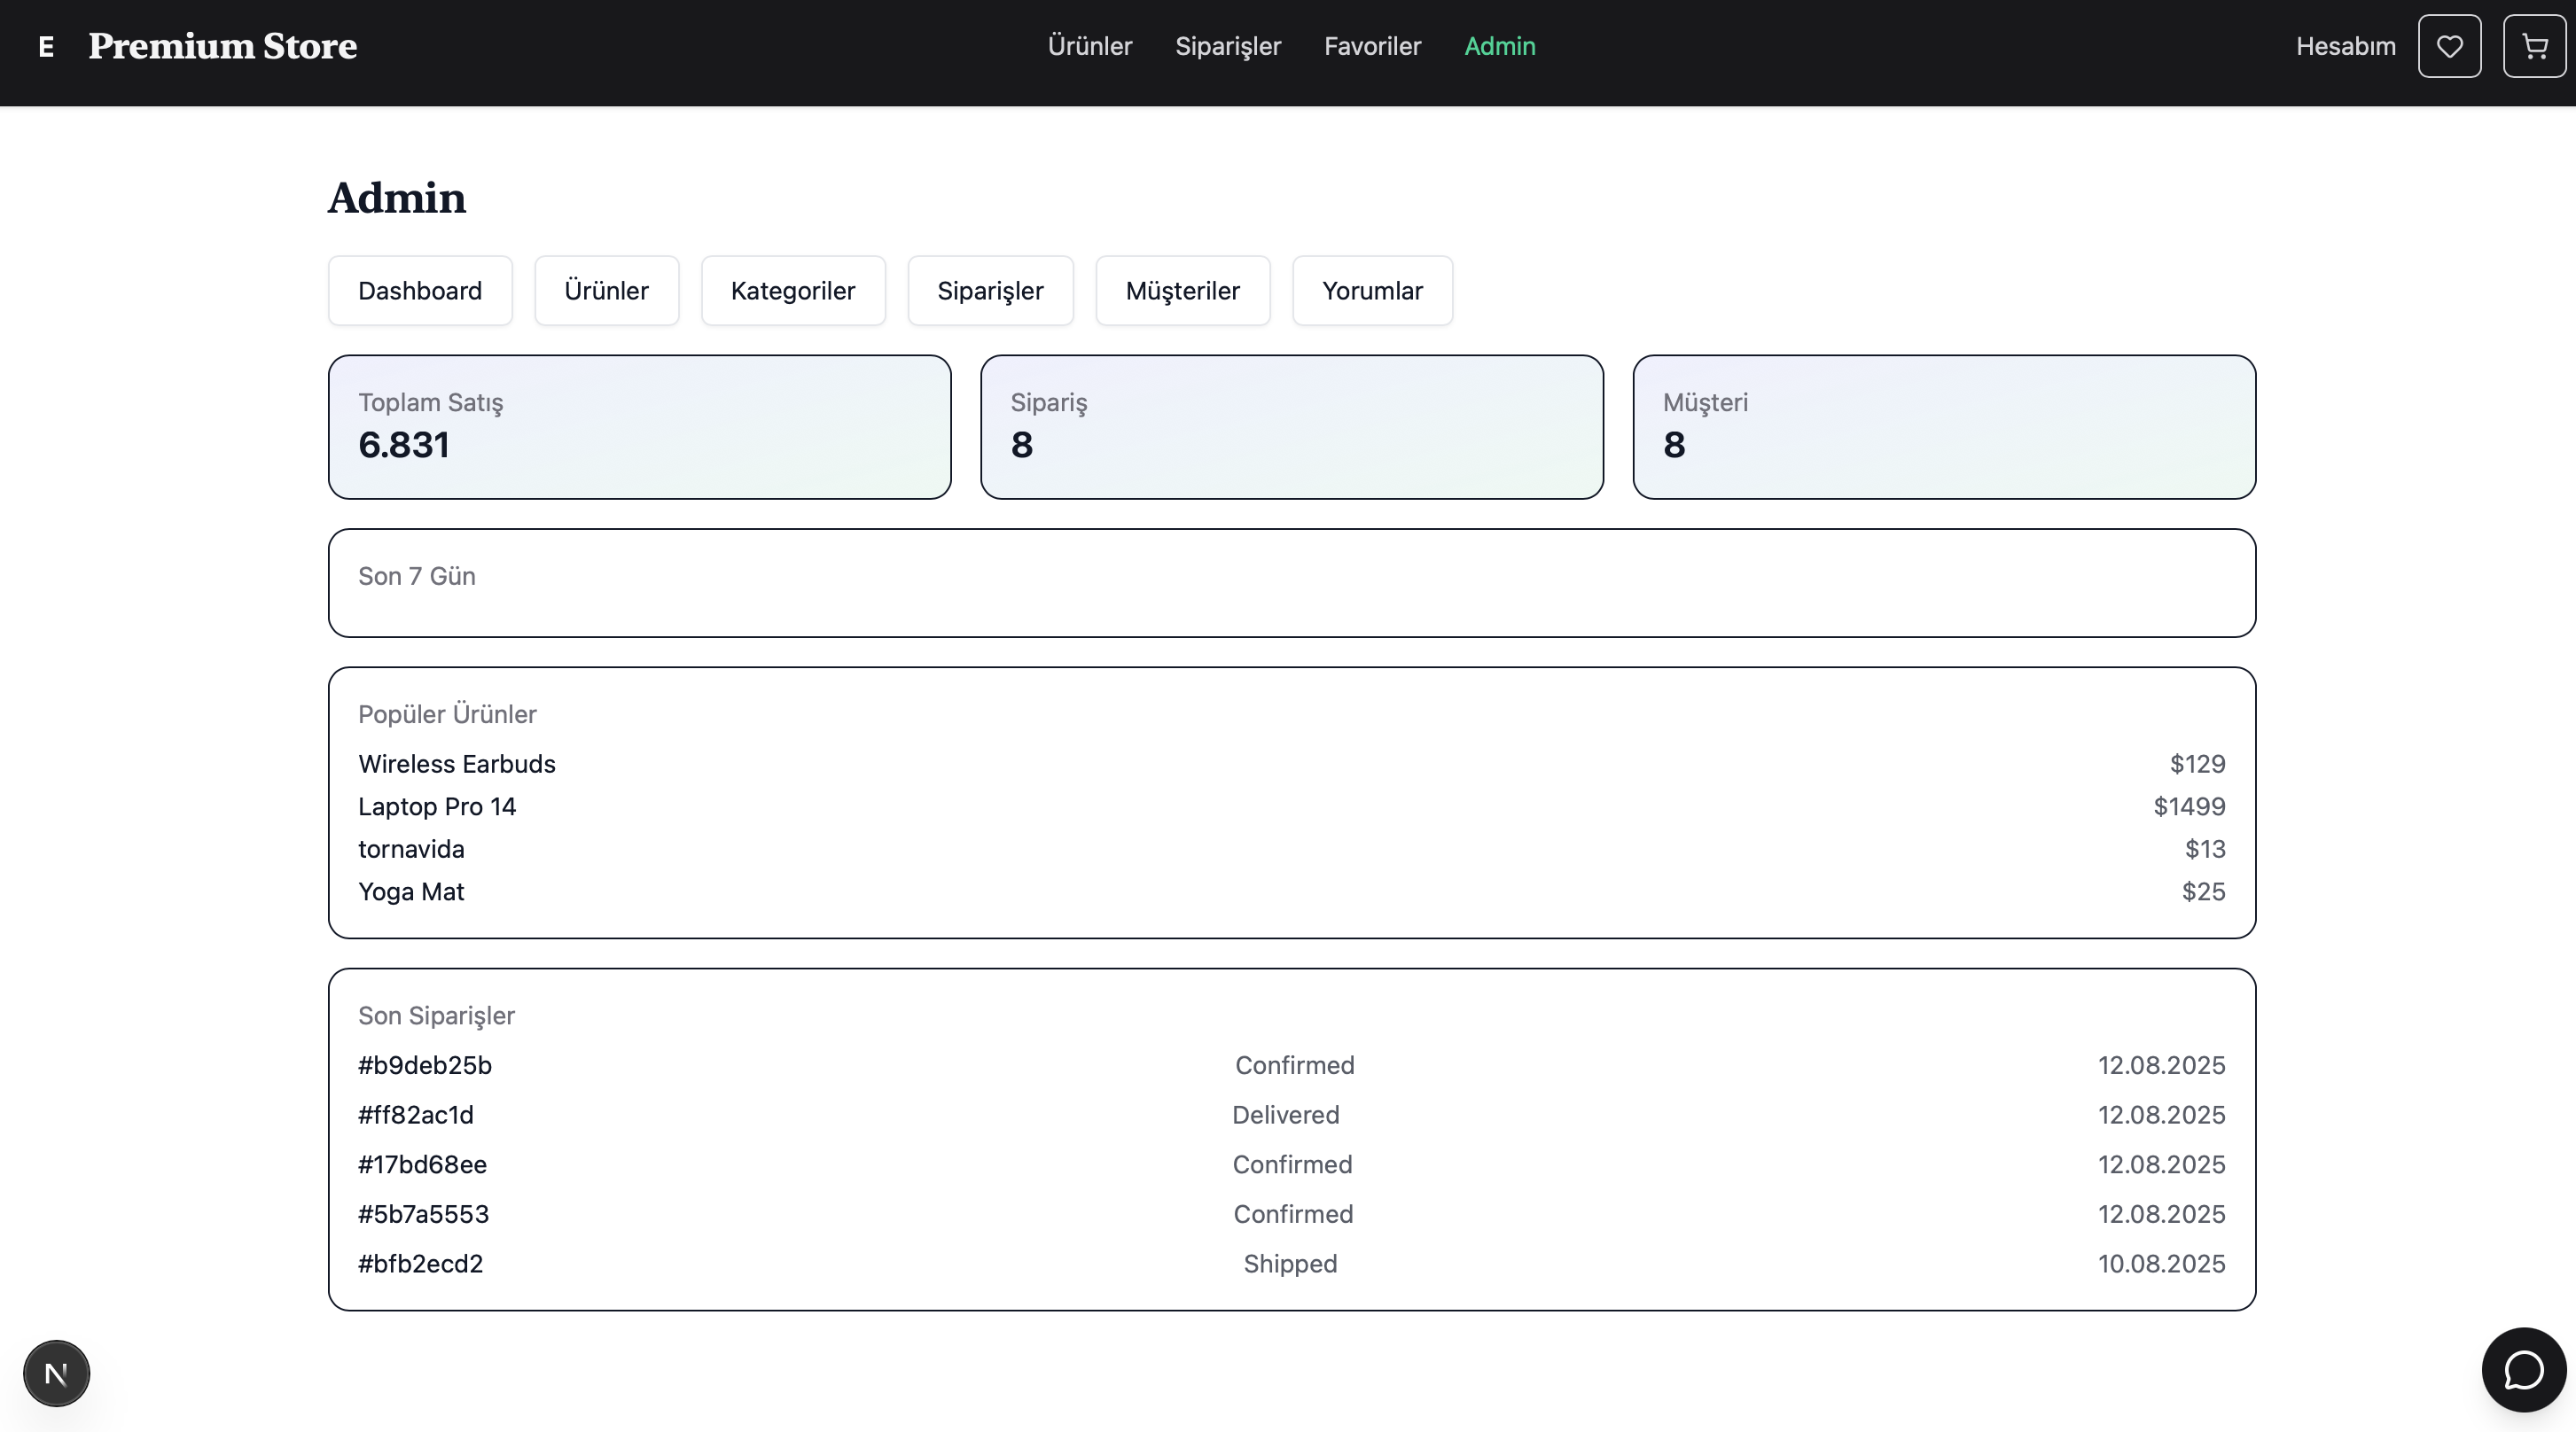 E Premium Store Ürünler Siparişler Favoriler Admin Hesabım
Admin
Dashboard Ürünler Kategoriler Siparişler Müşteriler Yorumlar
Toplam Satış Sipariş Müşteri
6.831 8 8
Son 7 Gün
Popüler Ürünler
Wireless Earbuds $129
Laptop Pro 14 $1499
tornavida $13
Yoga Mat $25
Son Siparişler
#b9deb25b Confirmed 12.08.2025
#ff82ac1d Delivered 12.08.2025
#17bd68ee Confirmed 12.08.2025
#5b7a5553 Confirmed 12.08.2025
#bfb2ecd2 Shipped 10.08.2025
N